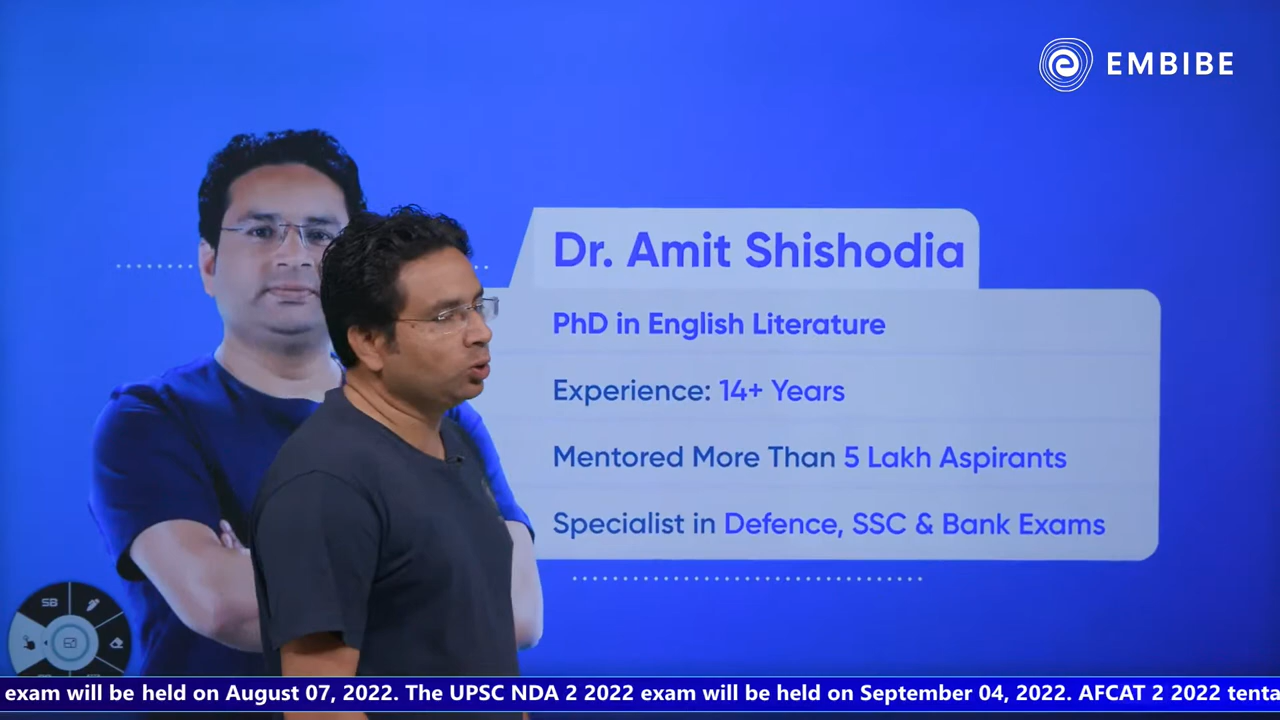 EMBIBE
Dr. Amit Shishodia
PhD in English Literature
Experience: 14+ Years
Mentored More Than 5 Lakh Aspirants
Specialist in Defence, SSC & Bank Exams
SB
exam will be held on August 07, 2022. The UPSC NDA 2 2022 exam will be held on September 04, 2022. AFCAT 2 2022 tenta